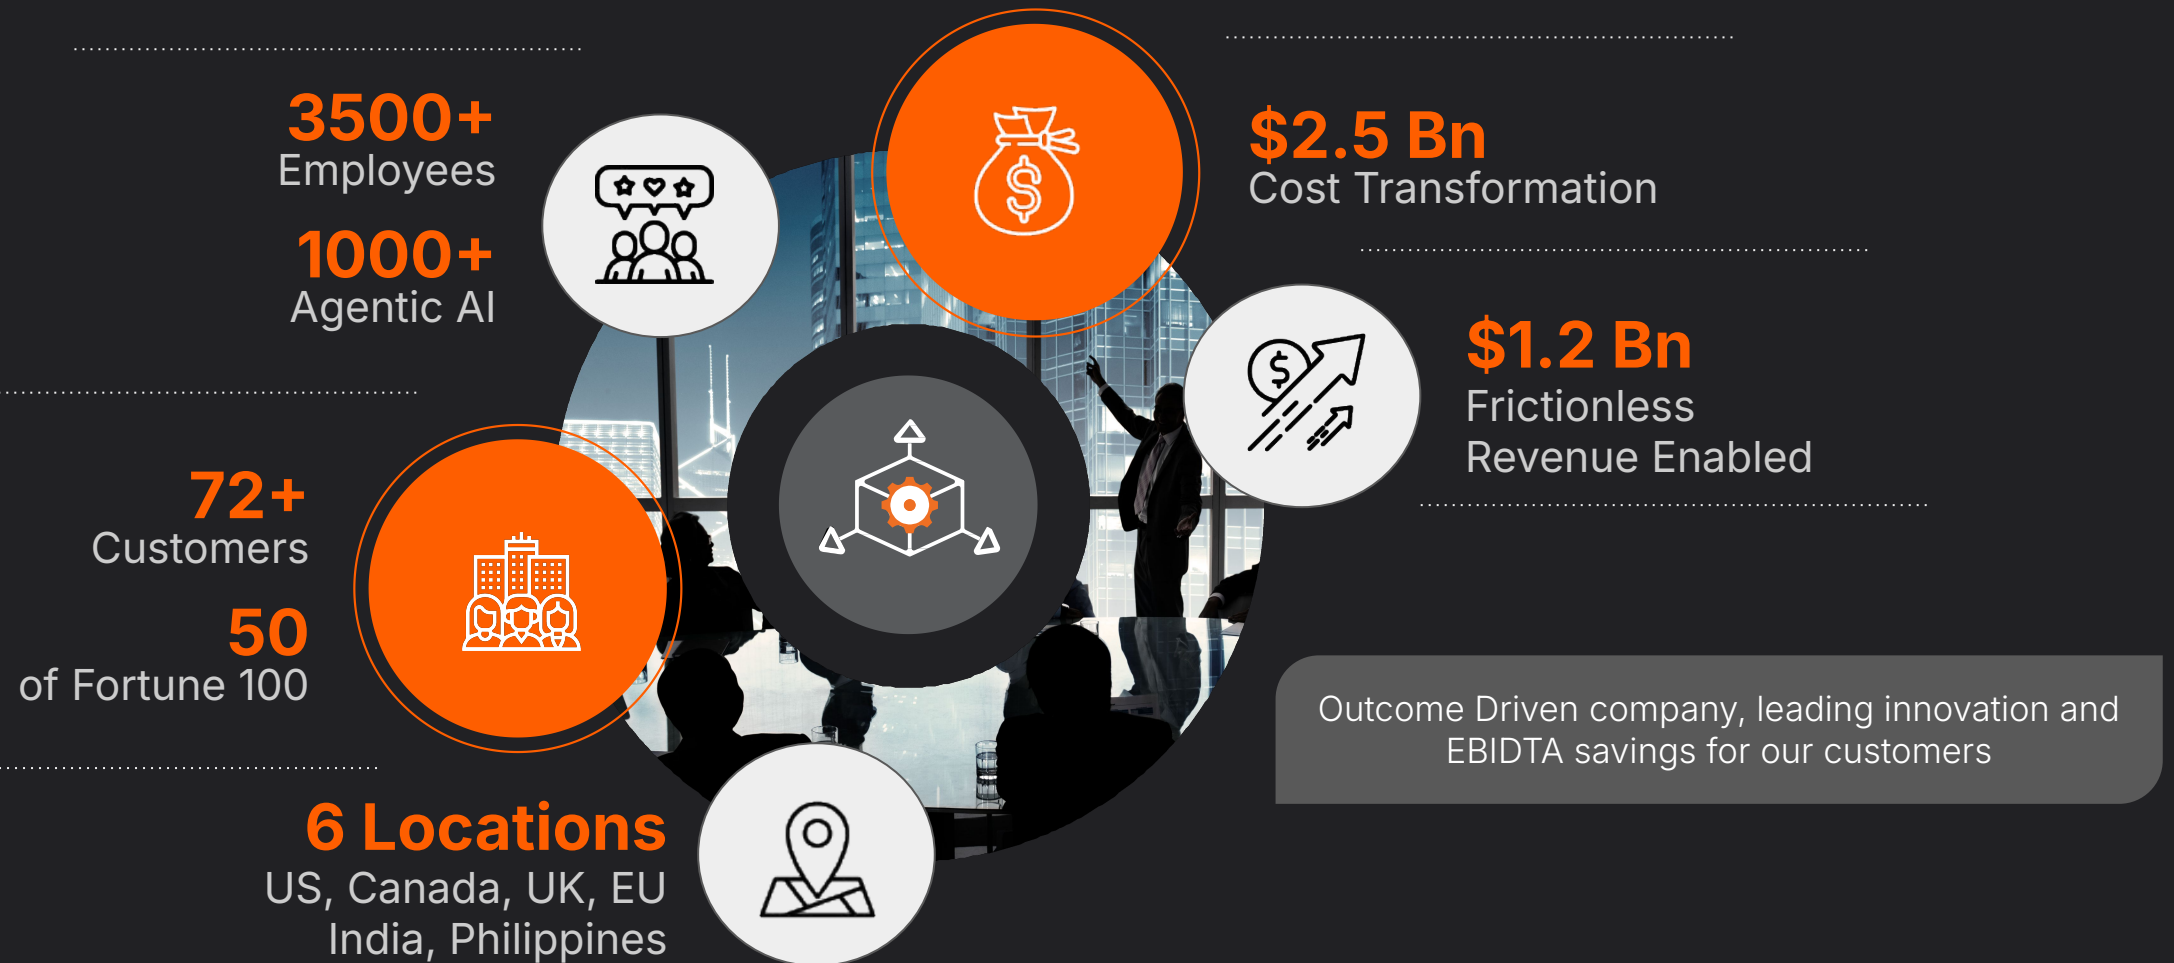 3500+
Employees
1000+
Agentic AI
72+
Customers
50
of Fortune 100
6 Locations
US, Canada, UK, EU
India, Philippines
$2.5 Bn
Cost Transformation
$1.2 Bn
Frictionless
Revenue Enabled
Outcome Driven company, leading innovation and
EBIDTA savings for our customers